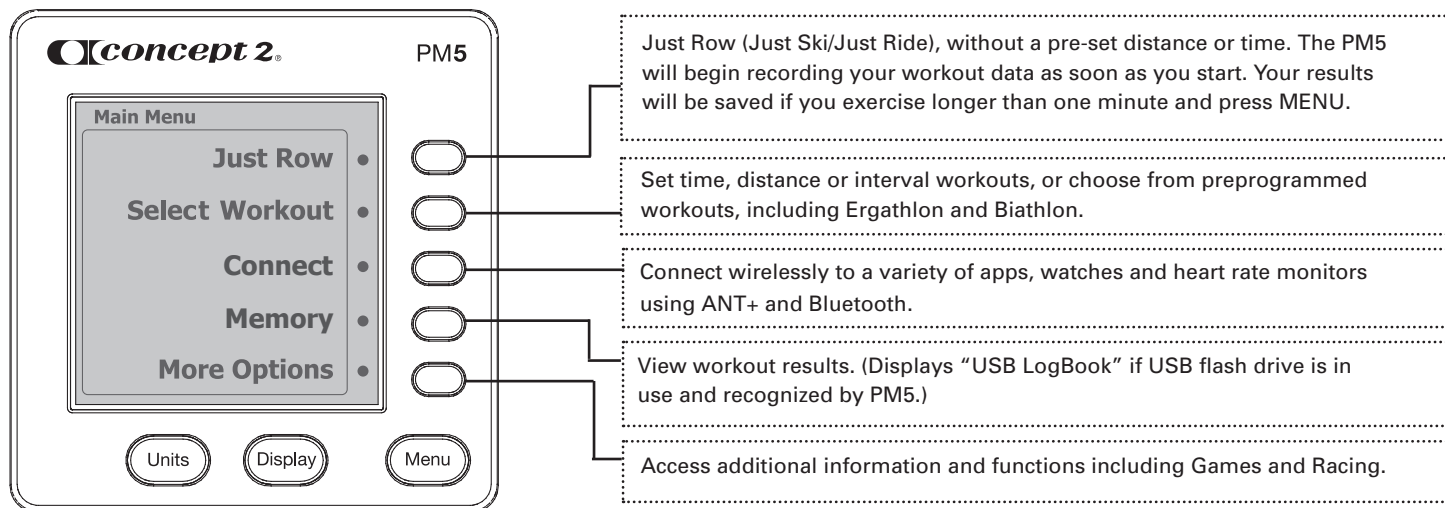 concept 2®
PM5
Main Menu
Just Row
Select Workout
Connect
Memory
More Options
Units
Display
Menu
Just Row (Just Ski/Just Ride), without a pre-set distance or time. The PM5
will begin recording your workout data as soon as you start. Your results
will be saved if you exercise longer than one minute and press MENU.
Set time, distance or interval workouts, or choose from preprogrammed
workouts, including Ergathlon and Biathlon.
Connect wirelessly to a variety of apps, watches and heart rate monitors
using ANT+ and Bluetooth.
View workout results. (Displays “USB LogBook” if USB flash drive is in
use and recognized by PM5.)
Access additional information and functions including Games and Racing.